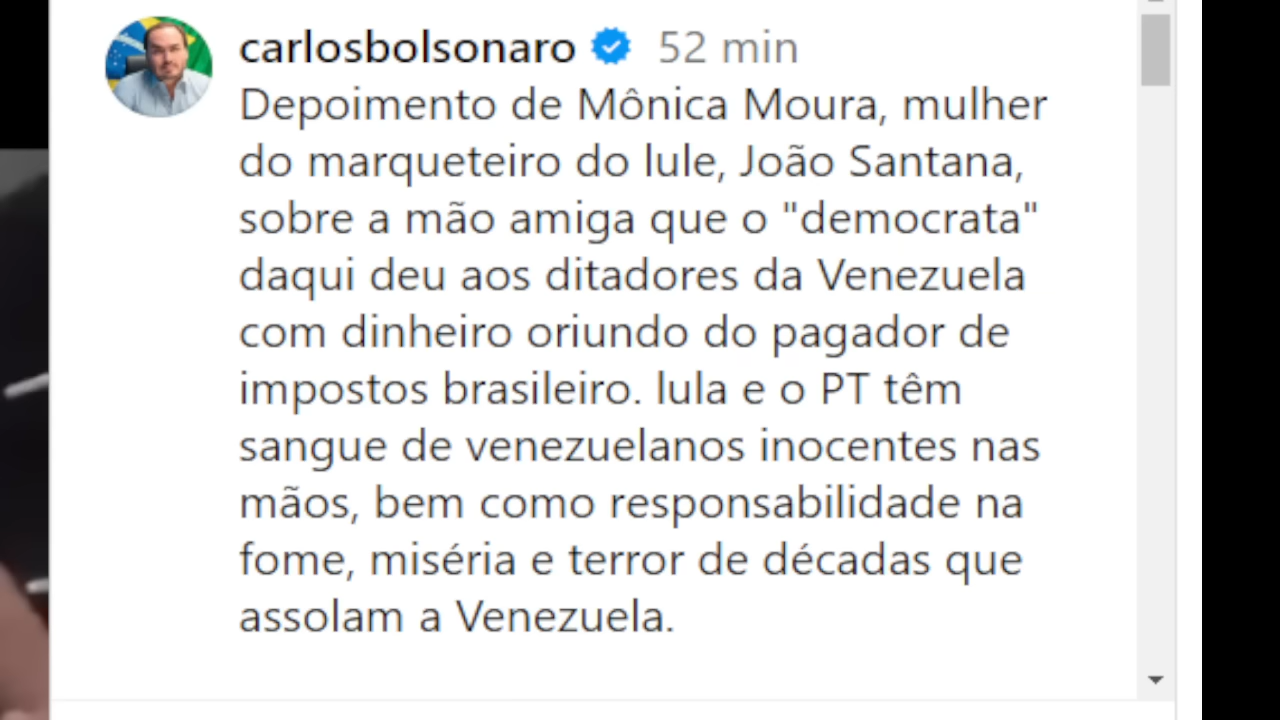 carlosbolsonaro 52 min
Depoimento de Mônica Moura, mulher
do marqueteiro do lule, João Santana,
sobre a mão amiga que o "democrata"
daqui deu aos ditadores da Venezuela
com dinheiro oriundo do pagador de
impostos brasileiro. lula e o PT têm
sangue de venezuelanos inocentes nas
mãos, bem como responsabilidade na
fome, miséria e terror de décadas que
assolam a Venezuela.